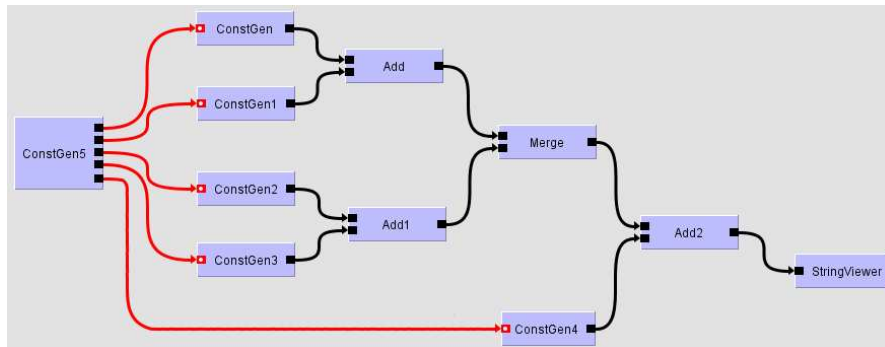 ConstGen
Add
ConstGen1
Merge
ConstGen5
ConstGen2
Add1
Add2
ConstGen3
StringViewer
ConstGen4